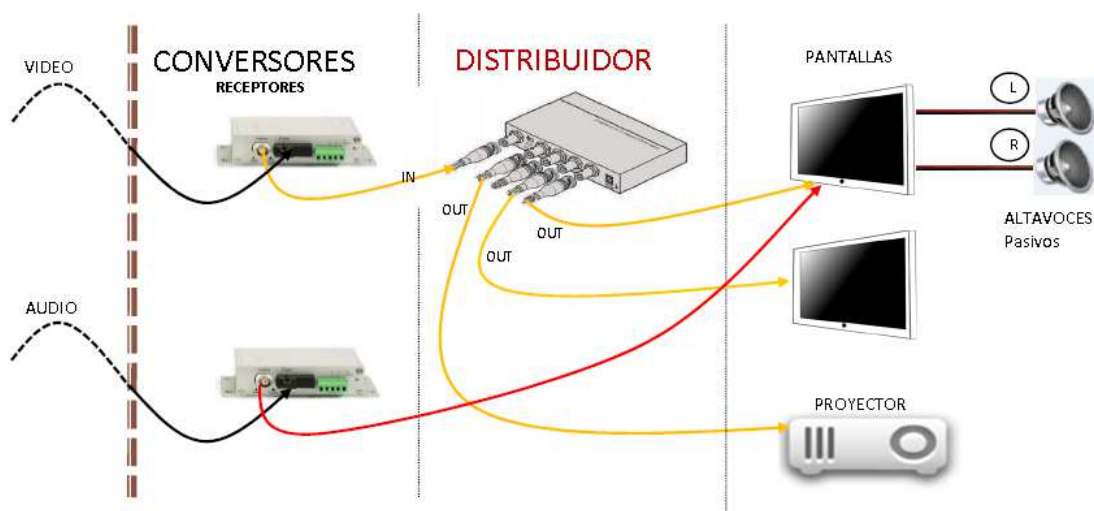 VIDEO
CONVERSORES
RECEPTORES
DISTRIBUIDOR
PANTALLAS
L
R
IN
OUT
OUT
OUT
ALTAVOCES
Pasivos
AUDIO
PROYECTOR